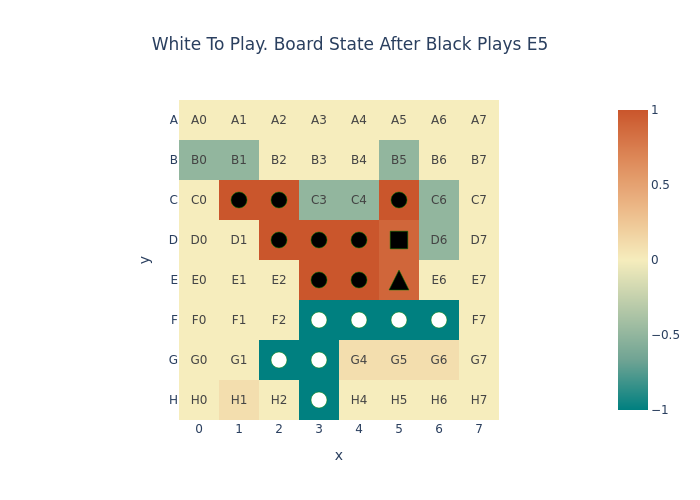 White To Play. Board State After Black Plays E5
A A0 A1 A2 A3 A4 A5 A6 A7
B B0 B1 B2 B3 B4 B5 B6 B7
C C0 C3 C4 C6 C7
D D0 D1 D6 D7
E E0 E1 E2 E6 E7
F F0 F1 F2 F7
G G0 G1 G4 G5 G6 G7
H H0 H1 H2 H4 H5 H6 H7
0 1 2 3 4 5 6 7
x
y
1
0.5
0
−0.5
−1